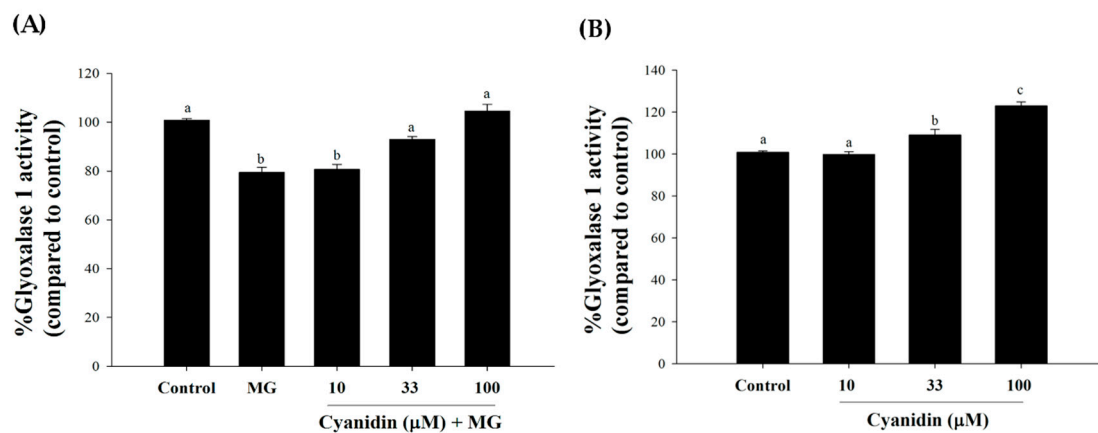 (A)
%Glyoxalase 1 activity
(compared to control)
120
100
80
60
40
20
0
a
b
b
a
a
Control MG 10 33 100
Cyanidin (μM) + MG
(B)
%Glyoxalase 1 activity
(compared to control)
140
120
100
80
60
40
20
0
a
a
b
c
Control 10 33 100
Cyanidin (μM)